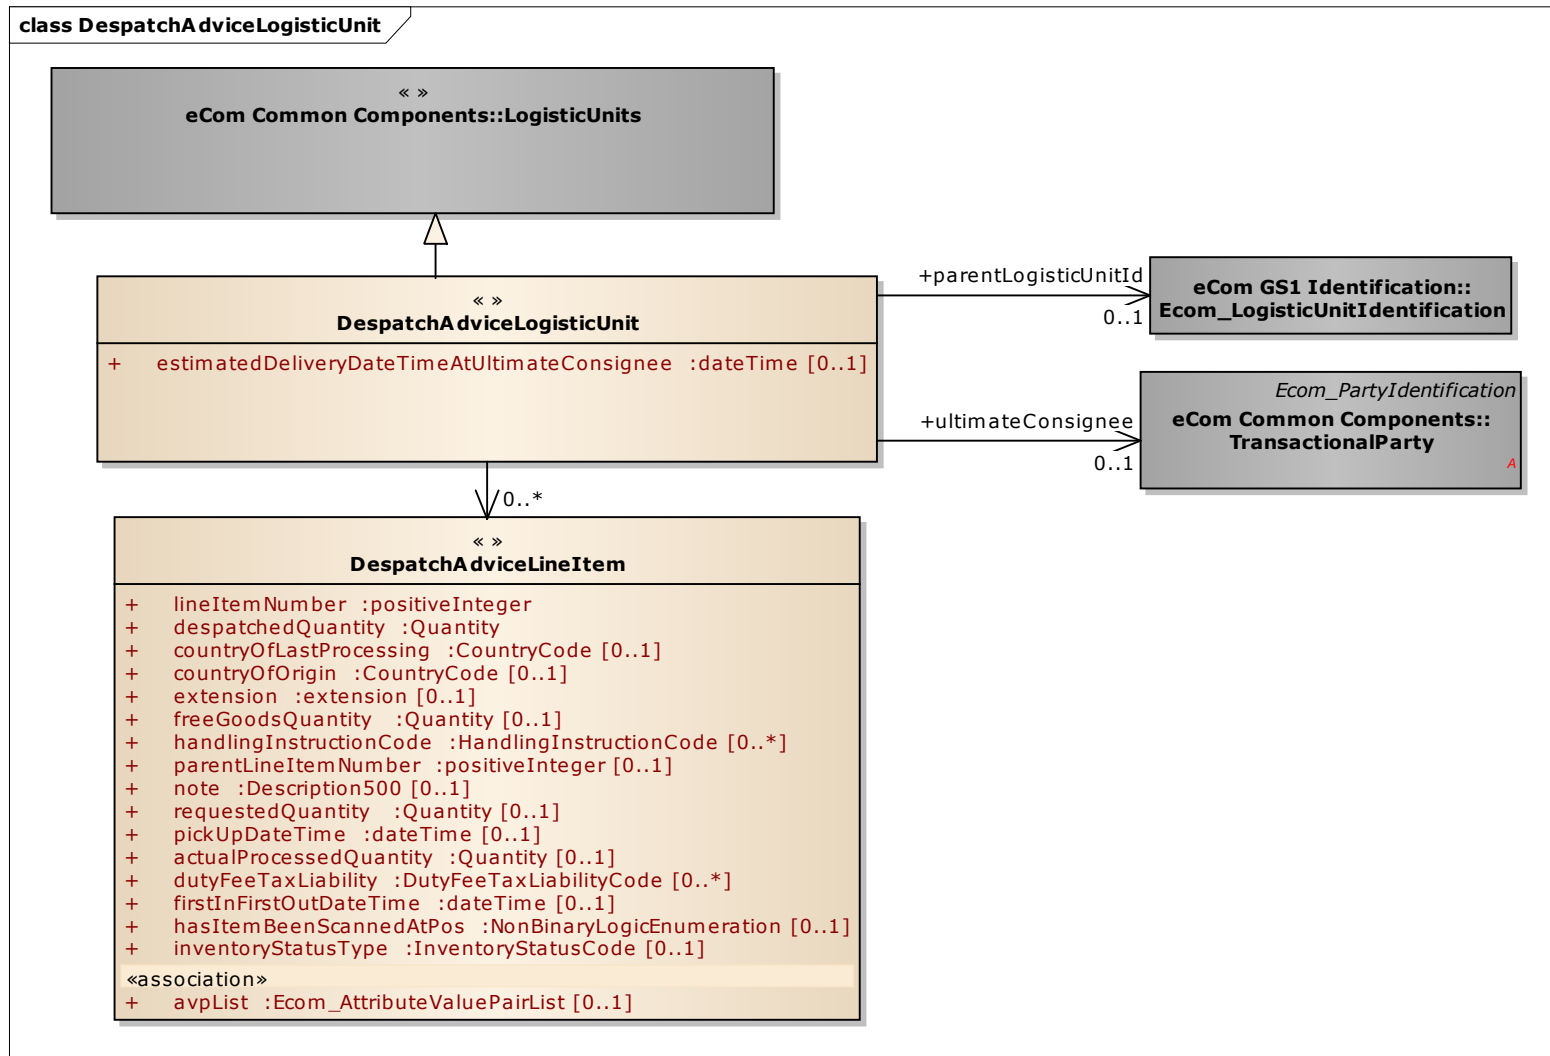 class DespatchAdviceLogisticUnit
« »
eCom Common Components::LogisticUnits
« »
DespatchAdviceLogisticUnit
+ estimatedDeliveryDateTimeAtUltimateConsignee :dateTime [0..1]
+parentLogisticUnitId
0..1
eCom GS1 Identification::
Ecom_LogisticUnitIdentification
+ultimateConsignee
0..1
Ecom_PartyIdentification
eCom Common Components::
TransactionalParty
A
0..*
« »
DespatchAdviceLineItem
+ lineItemNumber :positiveInteger
+ despatchedQuantity :Quantity
+ countryOfLastProcessing :CountryCode [0..1]
+ countryOfOrigin :CountryCode [0..1]
+ extension :extension [0..1]
+ freeGoodsQuantity :Quantity [0..1]
+ handlingInstructionCode :HandlingInstructionCode [0..*]
+ parentLineItemNumber :positiveInteger [0..1]
+ note :Description500 [0..1]
+ requestedQuantity :Quantity [0..1]
+ pickUpDateTime :dateTime [0..1]
+ actualProcessedQuantity :Quantity [0..1]
+ dutyFeeTaxLiability :DutyFeeTaxLiabilityCode [0..*]
+ firstInFirstOutDateTime :dateTime [0..1]
+ hasItemBeenScannedAtPos :NonBinaryLogicEnumeration [0..1]
+ inventoryStatusType :InventoryStatusCode [0..1]
«association»
+ avpList :Ecom_AttributeValuePairList [0..1]